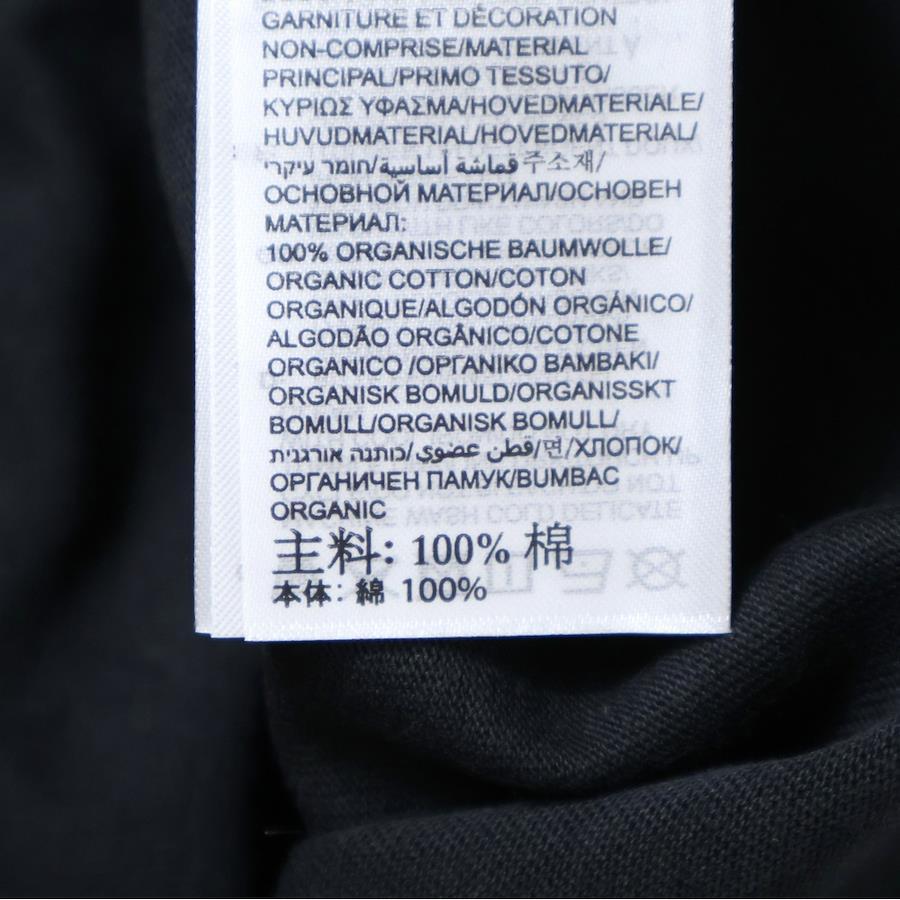 GARNITURE ET DÉCORATION
NON-COMPRISE/MATERIAL
PRINCIPAL/PRIMO TESSUTO/
ΚΥΡΙΩΣ ΥΦΑΣΜΑ/HOVEDMATERIALE/
HUVUDMATERIAL/HOVEDMATERIAL/
חומר עיקרי/قماشة أساسية 주소재/
ОСНОВНОЙ МАТЕРИАЛ/ОСНОВЕН
МАТЕРИАЛ:
100% ORGANISCHE BAUMWOLLE/
ORGANIC COTTON/COTON
ORGANIQUE/ALGODÓN ORGÁNICO/
ALGODÃO ORGÂNICO/COTONE
ORGANICO /ΟΡΓΑΝΙΚΟ ΒΑΜΒΑΚΙ/
ORGANISK BOMULD/ORGANISSKT
BOMULL/ORGANISK BOMULL/
כותנה אורגנית/قطن عضوي/면/ХЛОПОК/
ОРГАНИЧЕН ПАМУК/BUMBAC
ORGANIC
主料: 100% 棉
本体: 綿 100%